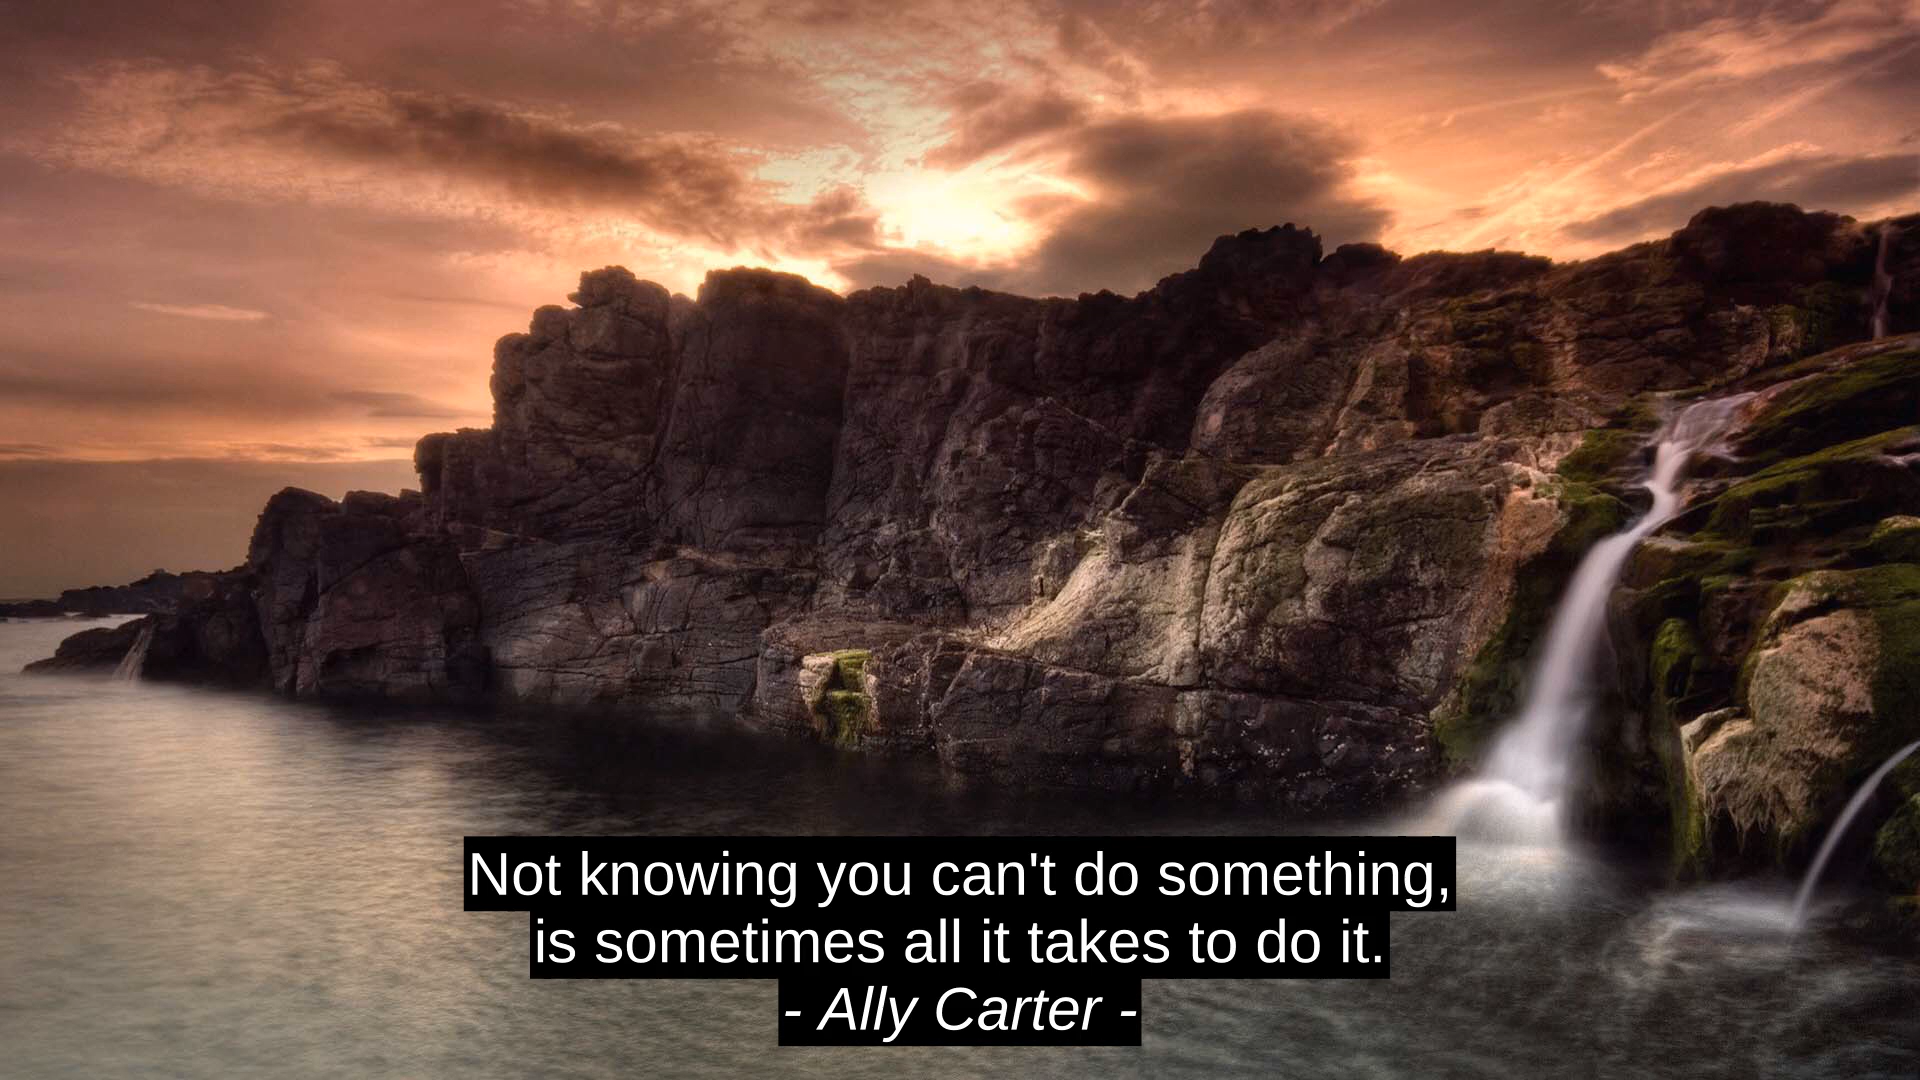 Not knowing you can't do something,
is sometimes all it takes to do it.
- Ally Carter -